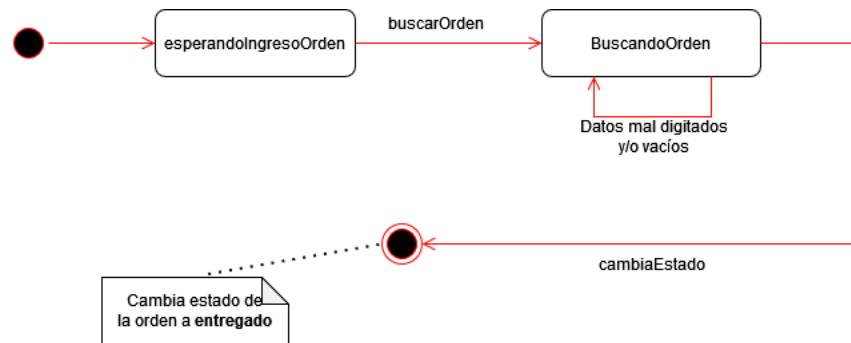 buscarOrden
esperandoIngresoOrden
BuscandoOrden
Datos mal digitados
y/o vacíos
cambiaEstado
Cambia estado de
la orden a entregado